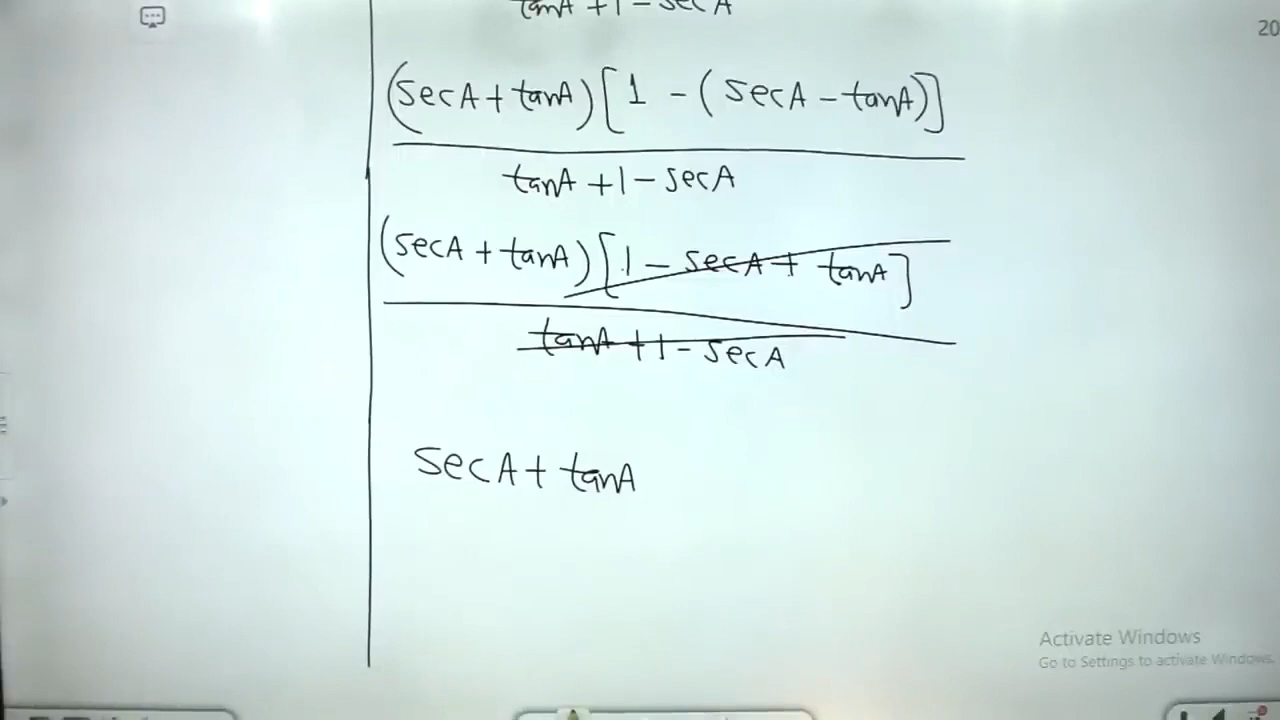 tanA + 1 - secA
20
(secA + tanA) [1 - (secA - tanA)]
tanA + 1 - secA
(secA + tanA) [1 - secA + tanA]
tanA + 1 - secA
secA + tanA
Activate Windows
Go to Settings to activate Windows.